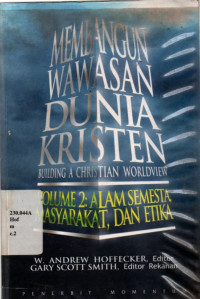 MEMBANGUN
WAWASAN
DUNIA
KRISTEN
BUILDING A CHRISTIAN WORLDVIEW
VOLUME 2: ALAM SEMESTA,
MASYARAKAT, DAN ETIKA
230.044A
Hof
m
c.2
W. ANDREW HOFFECKER, Editor
GARY SCOTT SMITH, Editor Rekanan
PENERBIT MOMENTUM